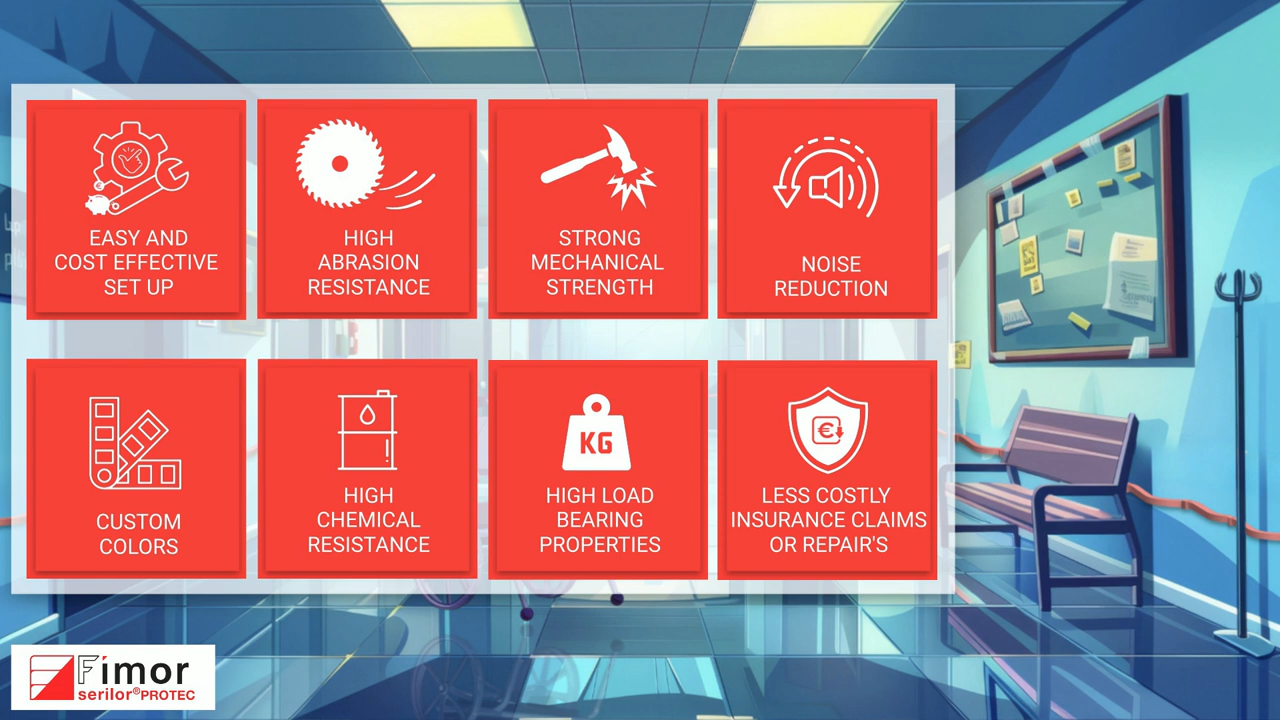 EASY AND
COST EFFECTIVE
SET UP
HIGH
ABRASION
RESISTANCE
STRONG
MECHANICAL
STRENGTH
NOISE
REDUCTION
CUSTOM
COLORS
HIGH
CHEMICAL
RESISTANCE
KG
HIGH LOAD
BEARING
PROPERTIES
€
LESS COSTLY
INSURANCE CLAIMS
OR REPAIR'S
Fimor
serilor®PROTEC